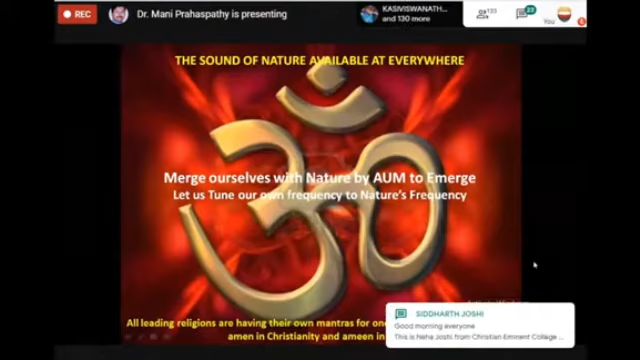 REC
Dr. Mani Prahaspathy is presenting
KASIVISWANATH...
and 130 more
133
22
You
THE SOUND OF NATURE AVAILABLE AT EVERYWHERE
ॐ
Merge ourselves with Nature by AUM to Emerge
Let us Tune our own frequency to Nature's Frequency
All leading religions are having their own mantras for
amen in Christianity and ameen in
SIDDHARTH JOSHI
Good morning everyone
This is Neha Joshi from Christian Eminent College ...